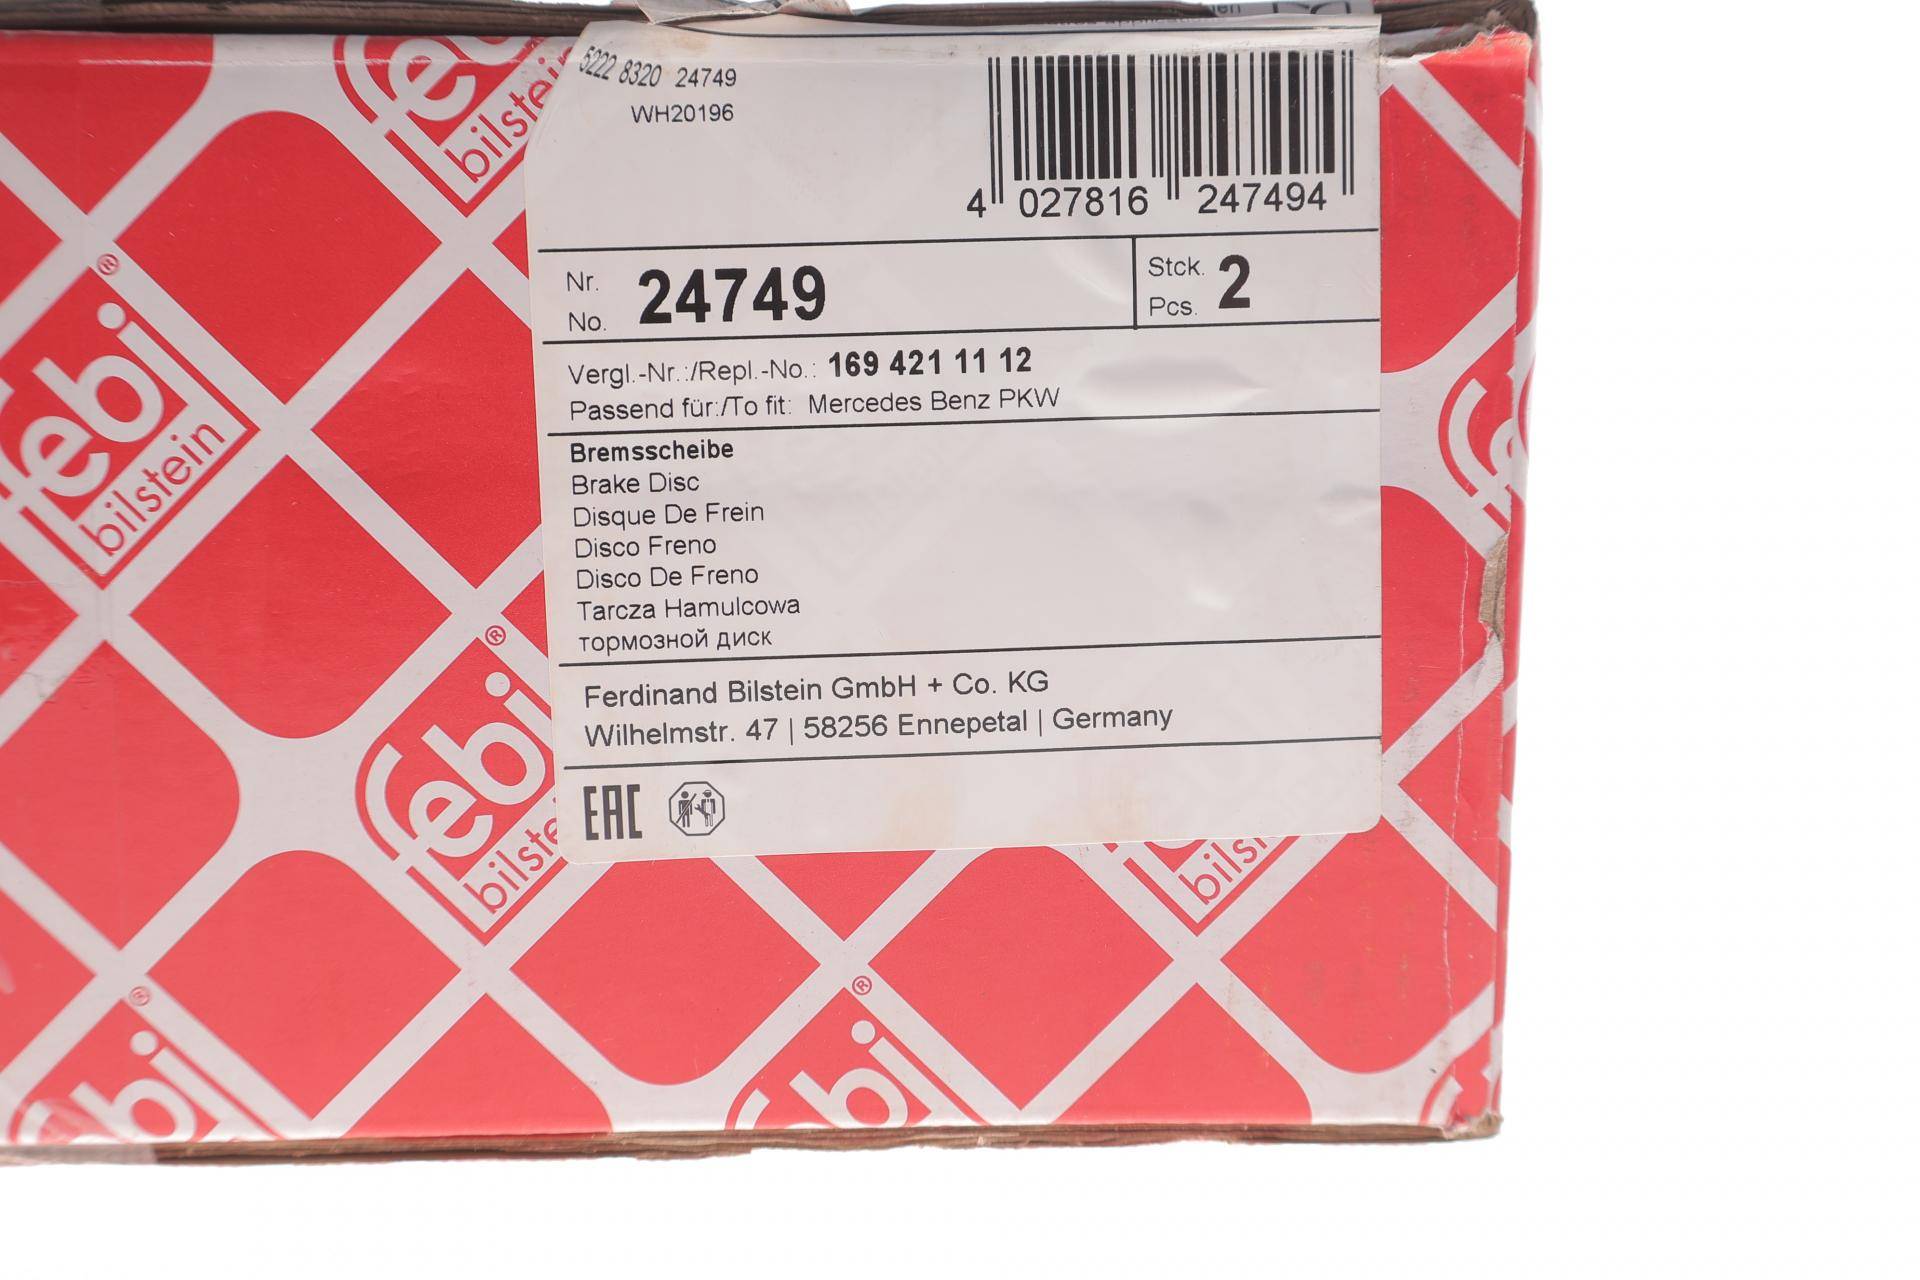 5222 8320 24749
WH20196
4 027816 247494
Nr.
No. 24749
Stck.
Pcs. 2
Vergl.-Nr.:/Repl.-No.: 169 421 11 12
Passend für:/To fit: Mercedes Benz PKW
Bremsscheibe
Brake Disc
Disque De Frein
Disco Freno
Disco De Freno
Tarcza Hamulcowa
тормозной диск
Ferdinand Bilstein GmbH + Co. KG
Wilhelmstr. 47 | 58256 Ennepetal | Germany
EAC
febi®
bilstein
febi®
bilstein